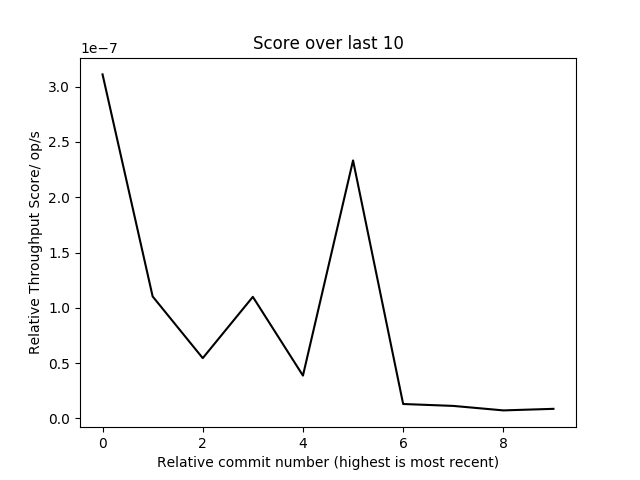 Score over last 10
1e−7
3.0
2.5
2.0
1.5
1.0
0.5
0.0
Relative Throughput Score/ op/s
0 2 4 6 8
Relative commit number (highest is most recent)